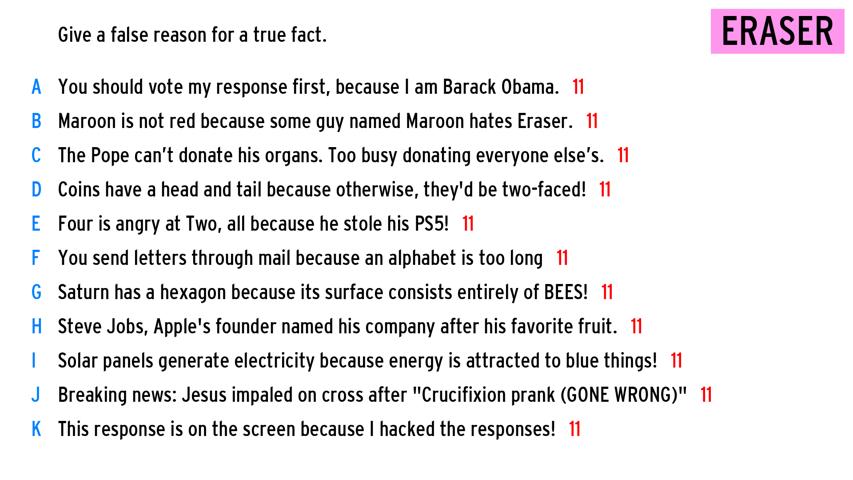 Give a false reason for a true fact.
ERASER
A You should vote my response first, because I am Barack Obama. 11
B Maroon is not red because some guy named Maroon hates Eraser. 11
C The Pope can't donate his organs. Too busy donating everyone else's. 11
D Coins have a head and tail because otherwise, they'd be two-faced! 11
E Four is angry at Two, all because he stole his PS5! 11
F You send letters through mail because an alphabet is too long 11
G Saturn has a hexagon because its surface consists entirely of BEES! 11
H Steve Jobs, Apple's founder named his company after his favorite fruit. 11
I Solar panels generate electricity because energy is attracted to blue things! 11
J Breaking news: Jesus impaled on cross after "Crucifixion prank (GONE WRONG)" 11
K This response is on the screen because I hacked the responses! 11